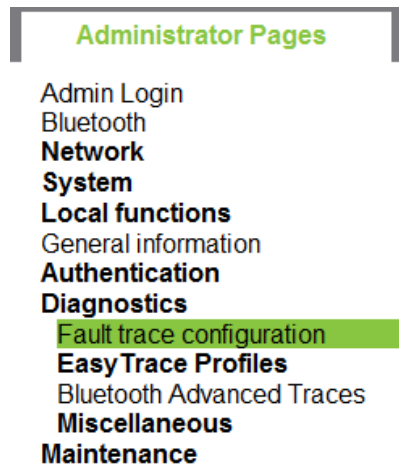 Administrator Pages
Admin Login
Bluetooth
Network
System
Local functions
General information
Authentication
Diagnostics
Fault trace configuration
EasyTrace Profiles
Bluetooth Advanced Traces
Miscellaneous
Maintenance